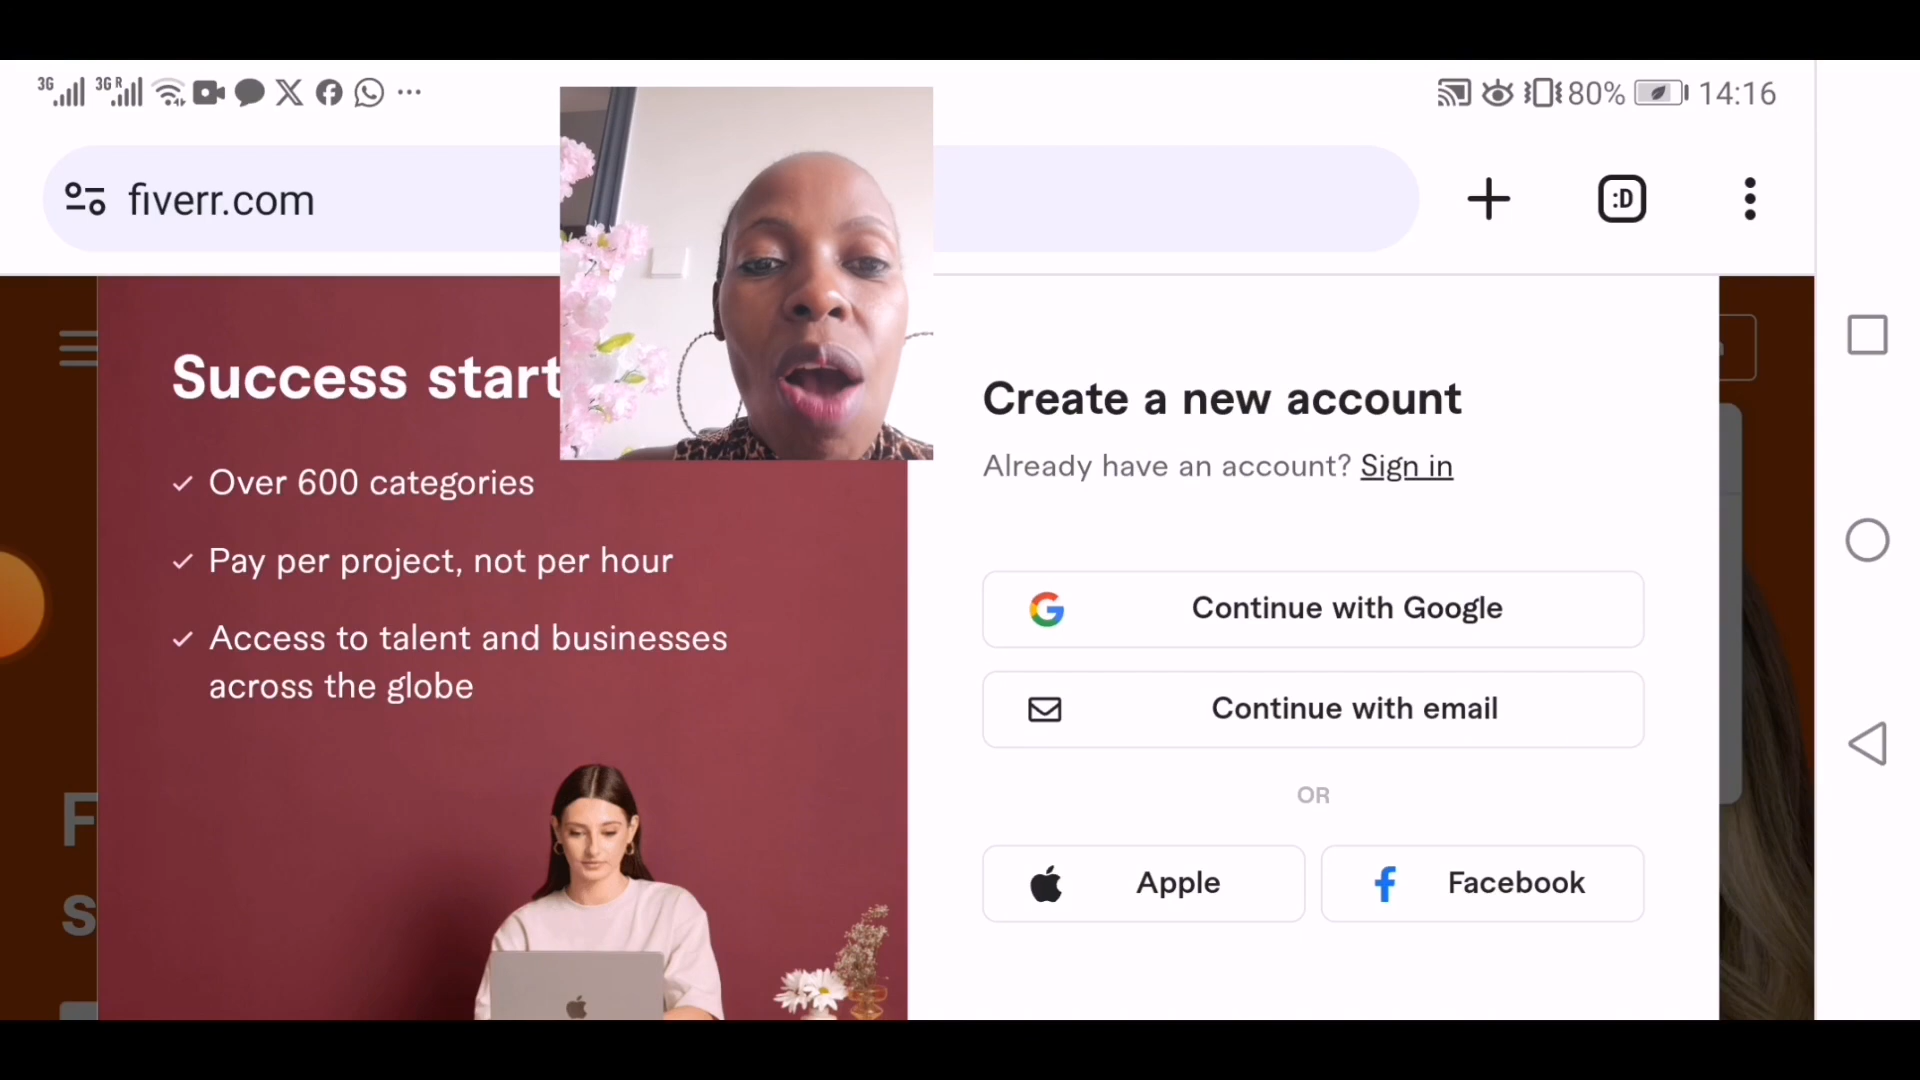 3G 3G R 80% 14:16
fiverr.com
:D
Success start
Over 600 categories
Pay per project, not per hour
Access to talent and businesses
across the globe
Create a new account
Already have an account? Sign in
Continue with Google
Continue with email
OR
Apple
Facebook
F
s